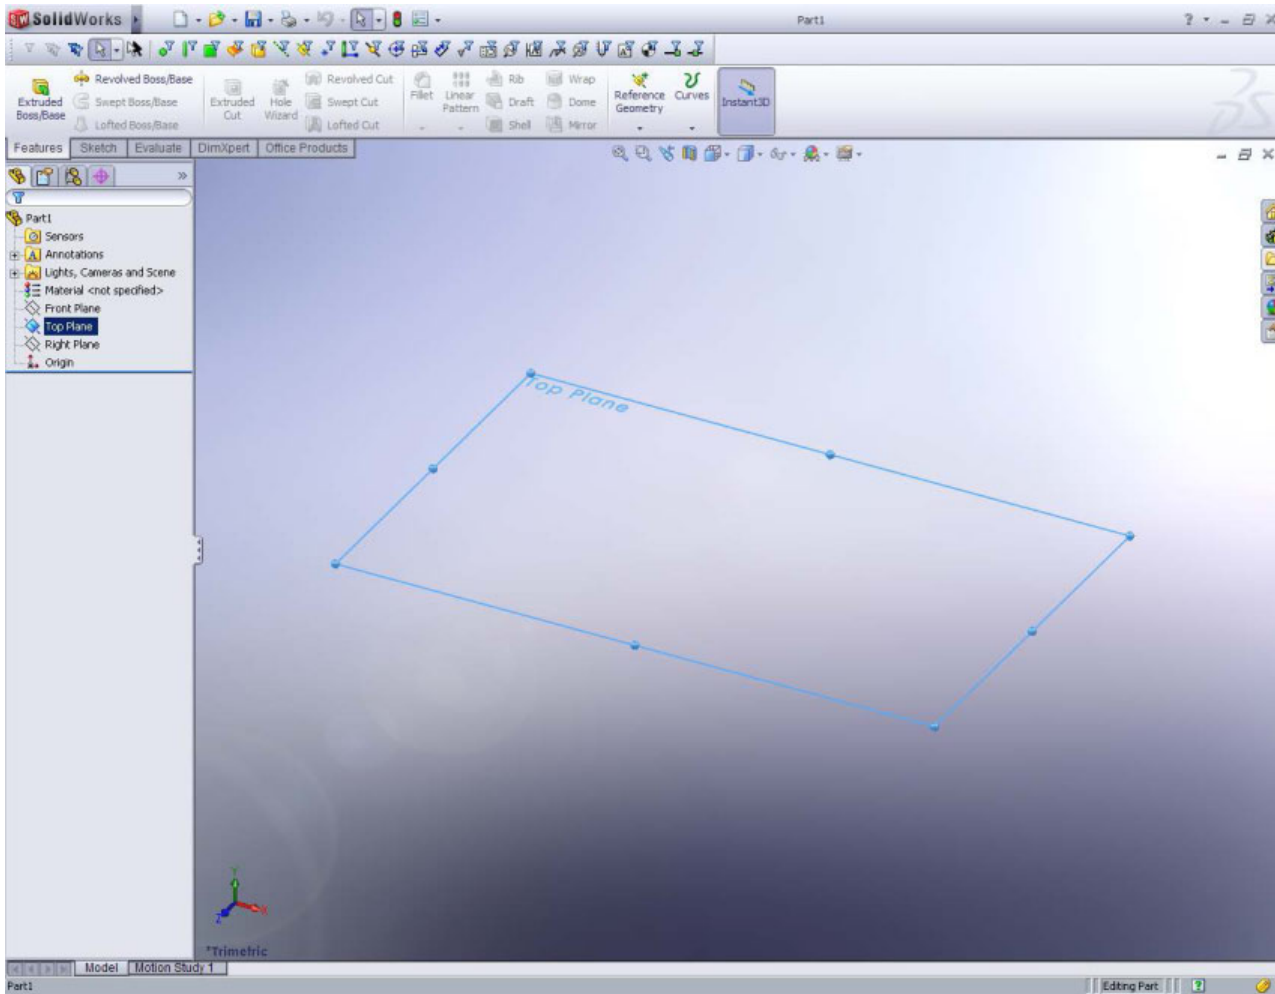 SolidWorks
Part1
Extruded Boss/Base
Revolved Boss/Base
Swept Boss/Base
Lofted Boss/Base
Extruded Cut
Hole Wizard
Revolved Cut
Swept Cut
Lofted Cut
Fillet
Linear Pattern
Rib
Draft
Shell
Wrap
Dome
Mirror
Reference Geometry
Curves
Instant3D
Features
Sketch
Evaluate
DimXpert
Office Products
Part1
Sensors
Annotations
Lights, Cameras and Scene
Material <not specified>
Front Plane
Top Plane
Right Plane
Origin
Top Plane
Y
X
Z
*Trimetric
Model
Motion Study 1
Part1
Editing Part